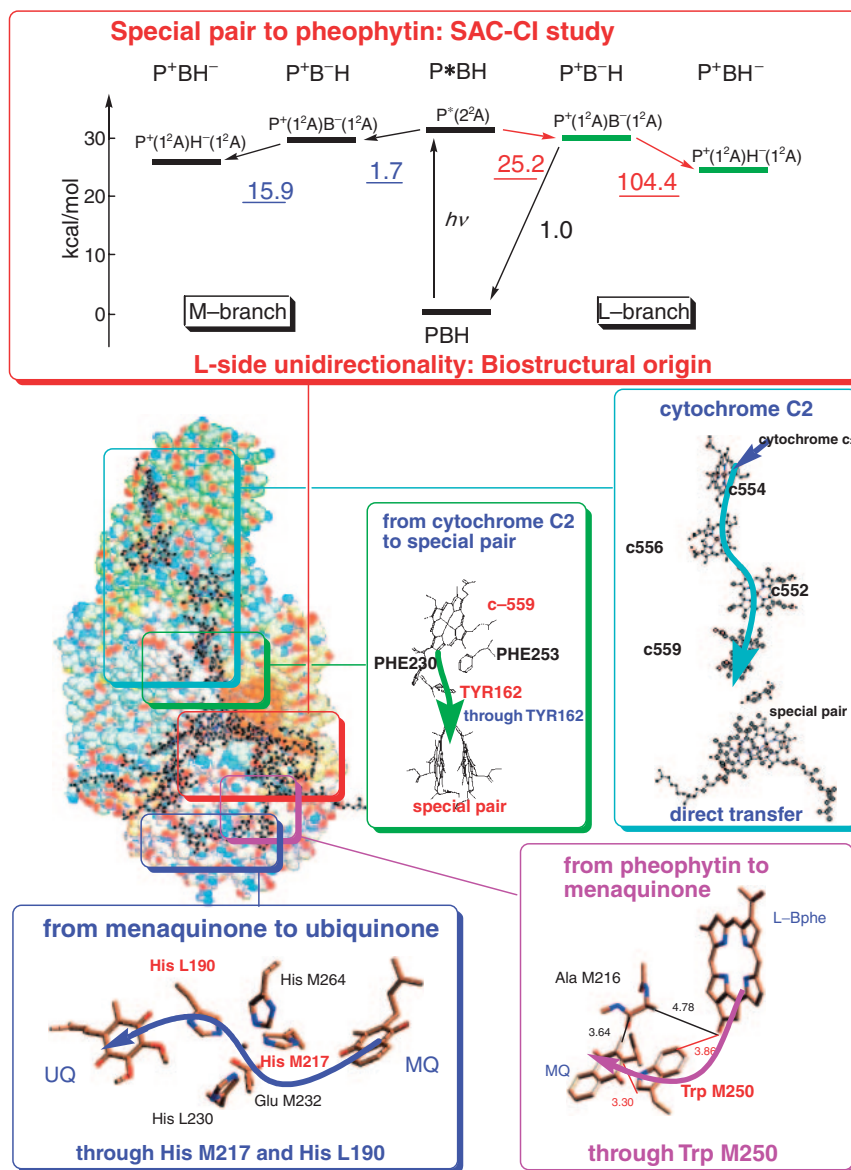 Special pair to pheophytin: SAC-CI study
P⁺BH⁻ P⁺B⁻H P*BH P⁺B⁻H P⁺BH⁻
P⁺(1²A)H⁻(1²A)
P⁺(1²A)B⁻(1²A)
P*(2²A)
P⁺(1²A)B⁻(1²A)
P⁺(1²A)H⁻(1²A)
kcal/mol
30
20
10
0
15.9
1.7
25.2
104.4
hν
1.0
M–branch
PBH
L–branch
L-side unidirectionality: Biostructural origin
cytochrome C2
cytochrome c
c554
c556
c552
c559
special pair
direct transfer
from cytochrome C2
to special pair
c–559
PHE230
PHE253
TYR162
through TYR162
special pair
from menaquinone to ubiquinone
His L190
His M264
UQ
His M217
MQ
Glu M232
His L230
through His M217 and His L190
from pheophytin to
menaquinone
L–Bphe
Ala M216
4.78
3.64
3.86
MQ
Trp M250
3.30
through Trp M250